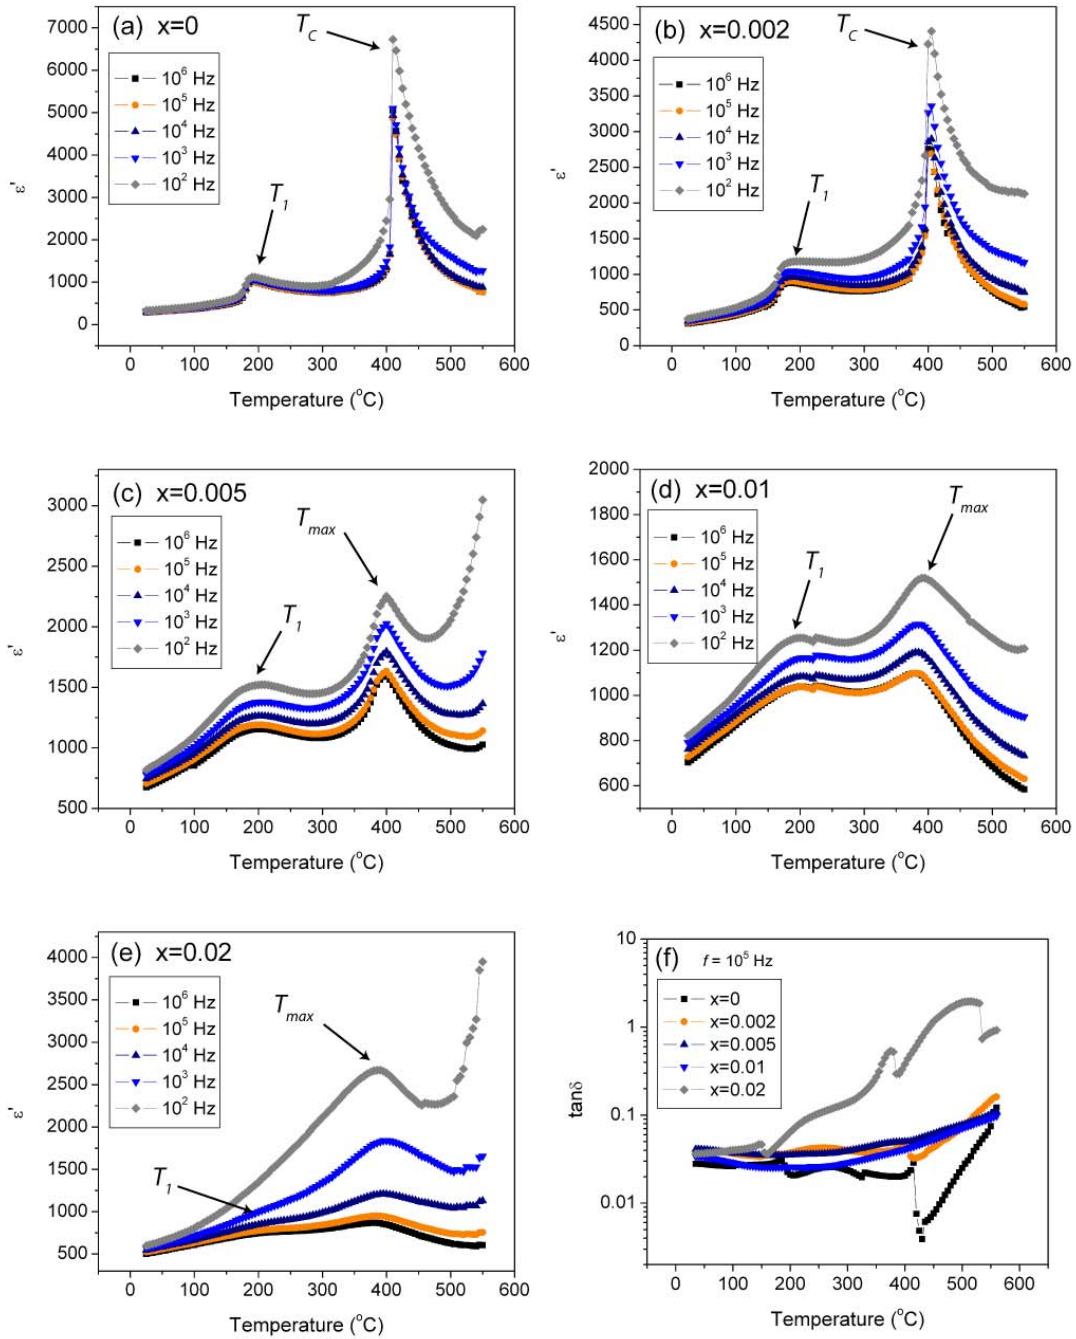 (a) x=0
T_C
10^6 Hz
10^5 Hz
10^4 Hz
10^3 Hz
10^2 Hz
T_1
7000
6000
5000
4000
3000
2000
1000
0
ε'
0 100 200 300 400 500 600
Temperature (°C)
(b) x=0.002
T_C
10^6 Hz
10^5 Hz
10^4 Hz
10^3 Hz
10^2 Hz
T_1
4500
4000
3500
3000
2500
2000
1500
1000
500
0
ε'
0 100 200 300 400 500 600
Temperature (°C)
(c) x=0.005
T_max
10^6 Hz
10^5 Hz
10^4 Hz
10^3 Hz
10^2 Hz
T_1
3000
2500
2000
1500
1000
500
ε'
0 100 200 300 400 500 600
Temperature (°C)
(d) x=0.01
T_max
10^6 Hz
10^5 Hz
10^4 Hz
10^3 Hz
10^2 Hz
T_1
2000
1800
1600
1400
1200
1000
800
600
ε'
0 100 200 300 400 500 600
Temperature (°C)
(e) x=0.02
T_max
10^6 Hz
10^5 Hz
10^4 Hz
10^3 Hz
10^2 Hz
T_1
4000
3500
3000
2500
2000
1500
1000
500
ε'
0 100 200 300 400 500 600
Temperature (°C)
(f) f = 10^5 Hz
x=0
x=0.002
x=0.005
x=0.01
x=0.02
10
1
0.1
0.01
tanδ
0 100 200 300 400 500 600
Temperature (°C)